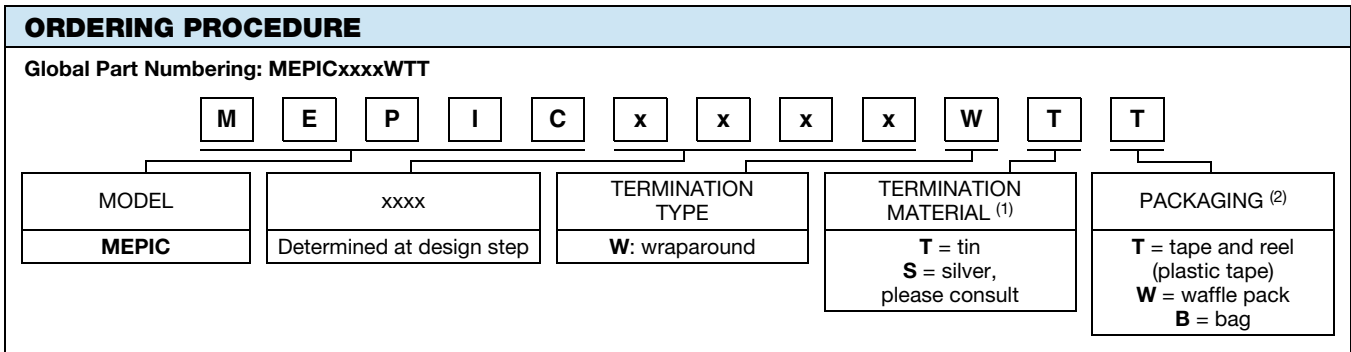 ORDERING PROCEDURE
Global Part Numbering: MEPICxxxxWTT
M E P I C x x x x W T T
MODEL
MEPIC
xxxx
Determined at design step
TERMINATION
TYPE
W: wraparound
TERMINATION
MATERIAL (1)
T = tin
S = silver,
please consult
PACKAGING (2)
T = tape and reel
(plastic tape)
W = waffle pack
B = bag